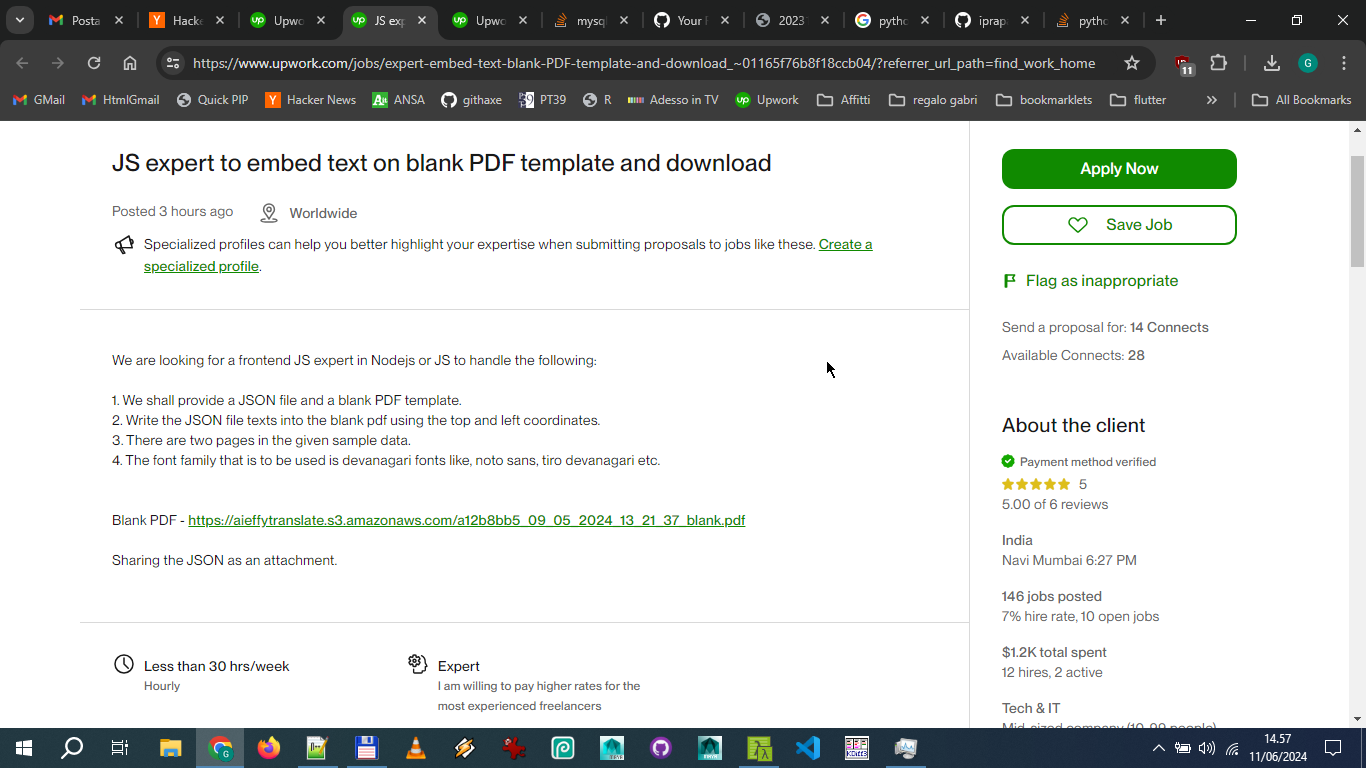 Posta
Hacke
Upwo
JS exp
Upwo
mysq
Your F
2023
pytho
iprap
pytho
https://www.upwork.com/jobs/expert-embed-text-blank-PDF-template-and-download_~01165f76b8f18ccb04/?referrer_url_path=find_work_home
11
G
GMail
HtmlGmail
Quick PIP
Hacker News
ANSA
githaxe
PT39
R
Adesso in TV
Upwork
Affitti
regalo gabri
bookmarklets
flutter
»
All Bookmarks
JS expert to embed text on blank PDF template and download
Posted 3 hours ago
Worldwide
Specialized profiles can help you better highlight your expertise when submitting proposals to jobs like these. Create a
specialized profile.
We are looking for a frontend JS expert in Nodejs or JS to handle the following:
1. We shall provide a JSON file and a blank PDF template.
2. Write the JSON file texts into the blank pdf using the top and left coordinates.
3. There are two pages in the given sample data.
4. The font family that is to be used is devanagari fonts like, noto sans, tiro devanagari etc.
Blank PDF - https://aieffytranslate.s3.amazonaws.com/a12b8bb5_09_05_2024_13_21_37_blank.pdf
Sharing the JSON as an attachment.
Less than 30 hrs/week
Hourly
Expert
I am willing to pay higher rates for the
most experienced freelancers
Apply Now
Save Job
Flag as inappropriate
Send a proposal for: 14 Connects
Available Connects: 28
About the client
Payment method verified
5
5.00 of 6 reviews
India
Navi Mumbai 6:27 PM
146 jobs posted
7% hire rate, 10 open jobs
$1.2K total spent
12 hires, 2 active
Tech & IT
Mid-sized company (10-99 people)
14.57
11/06/2024